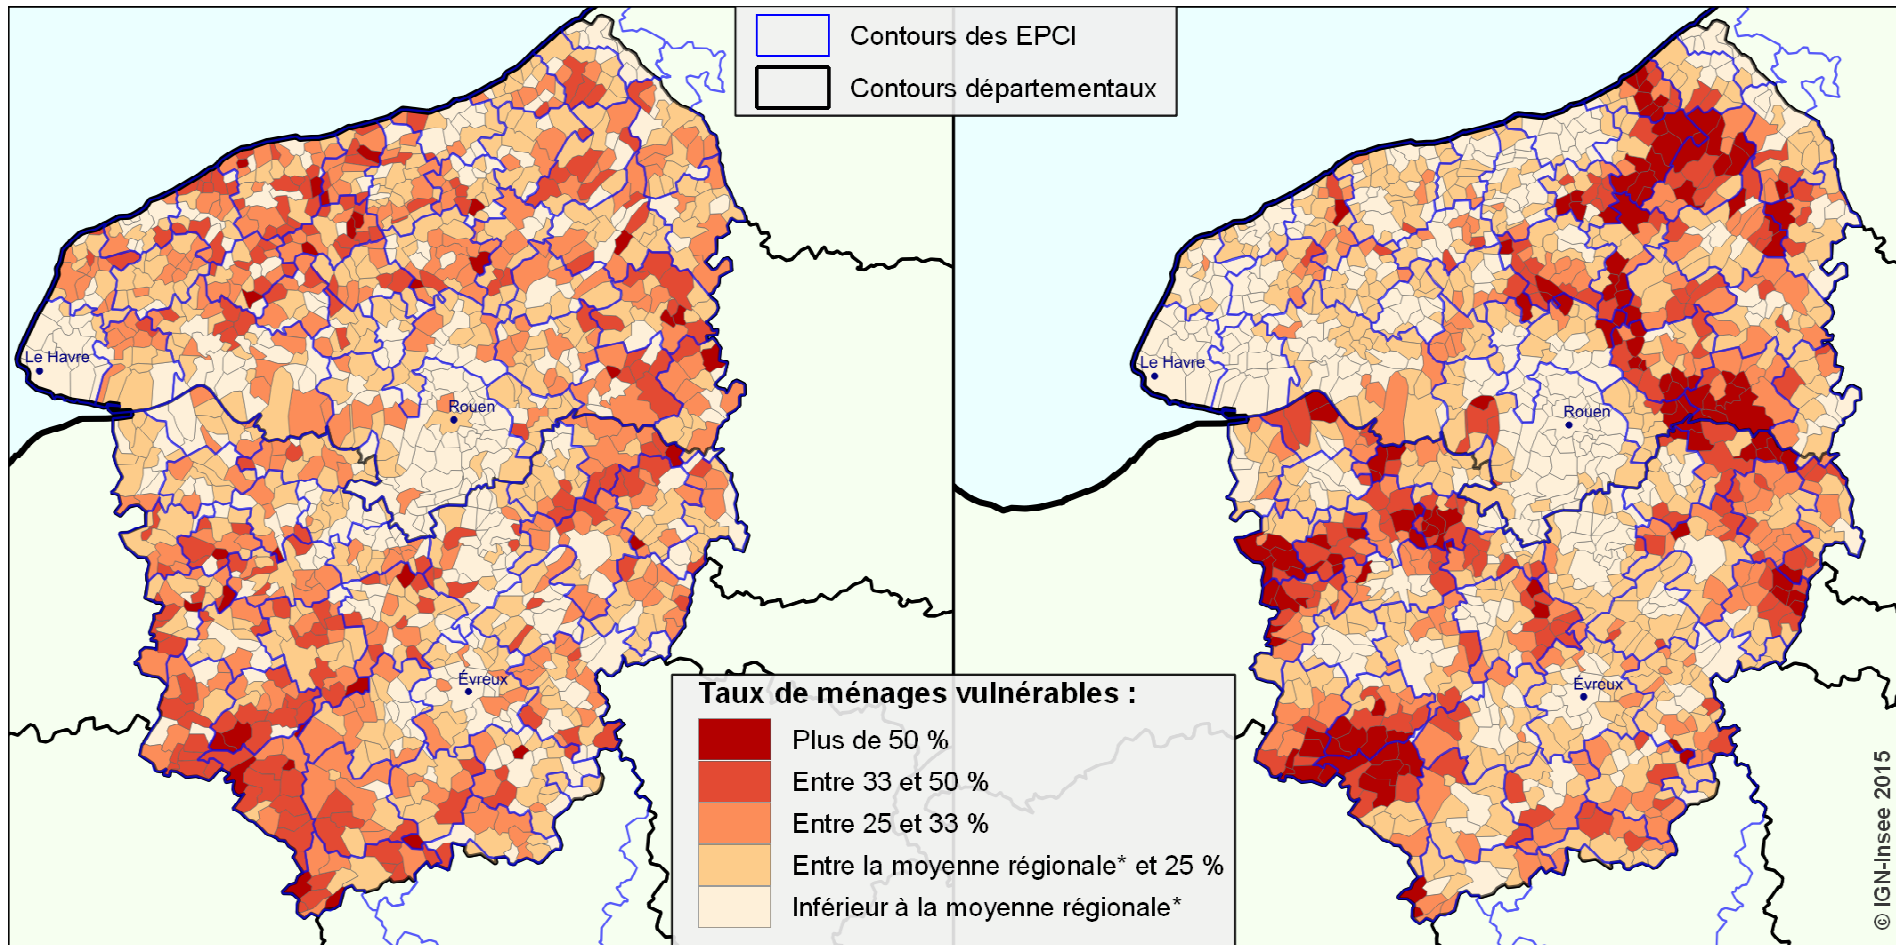 Contours des EPCI
Contours départementaux
Le Havre
Rouen
Évreux
Le Havre
Rouen
Évreux
Taux de ménages vulnérables :
Plus de 50 %
Entre 33 et 50 %
Entre 25 et 33 %
Entre la moyenne régionale* et 25 %
Inférieur à la moyenne régionale*
© IGN-Insee 2015